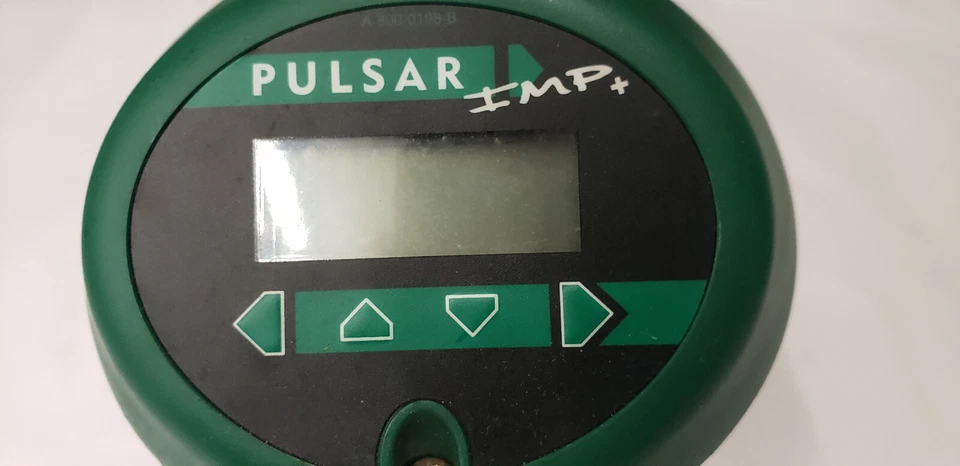 A-800-0198-B
PULSAR
IMP+